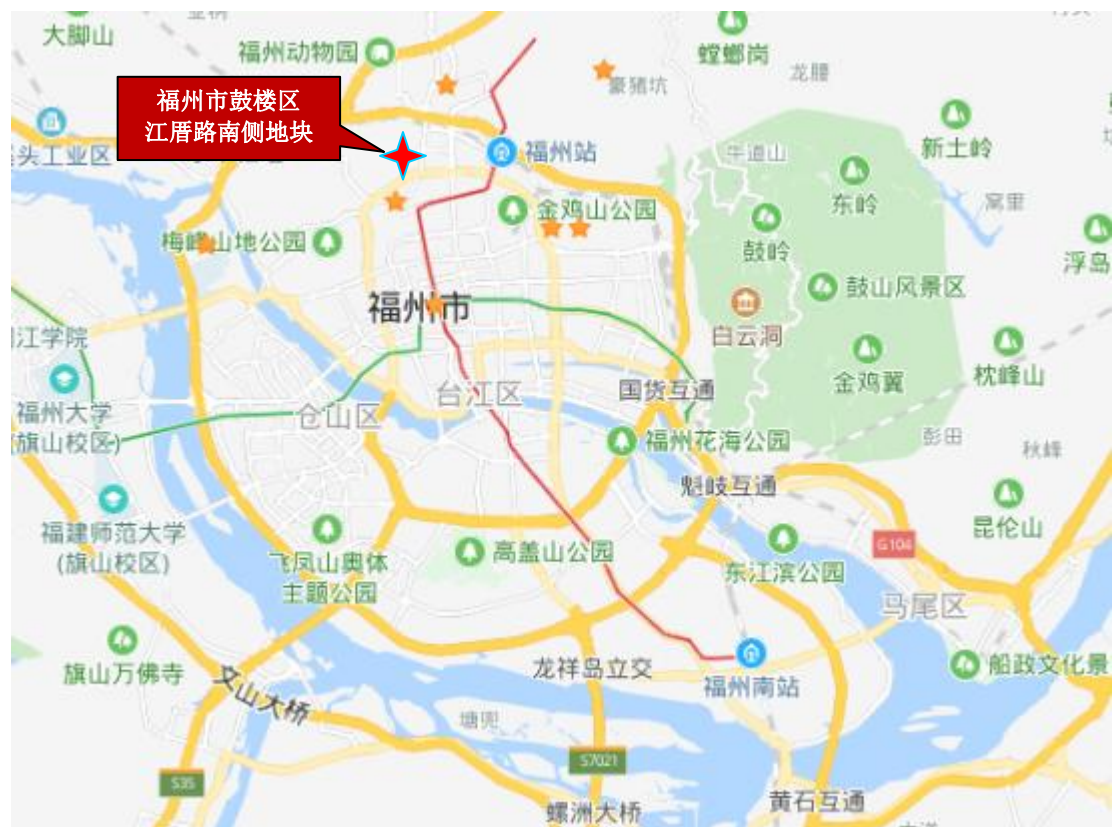 大脚山
福州动物园
螳螂岗
龙腰
豪猪坑
福州市鼓楼区
江厝路南侧地块
头工业区
福州站
牛道山
新土岭
东岭
窝里
金鸡山公园
梅峰山地公园
鼓岭
浮岛
鼓山风景区
福州市
白云洞
江学院
金鸡翼
枕峰山
国货互通
台江区
仓山区
福州大学
(旗山校区)
福州花海公园
彭田
秋峰
魁岐互通
昆伦山
福建师范大学
(旗山校区)
飞凤山奥体
主题公园
高盖山公园
G104
东江滨公园
马尾区
旗山万佛寺
龙祥岛立交
福州南站
船政文化景
文山大桥
塘兜
S7021
S35
螺洲大桥
黄石互通